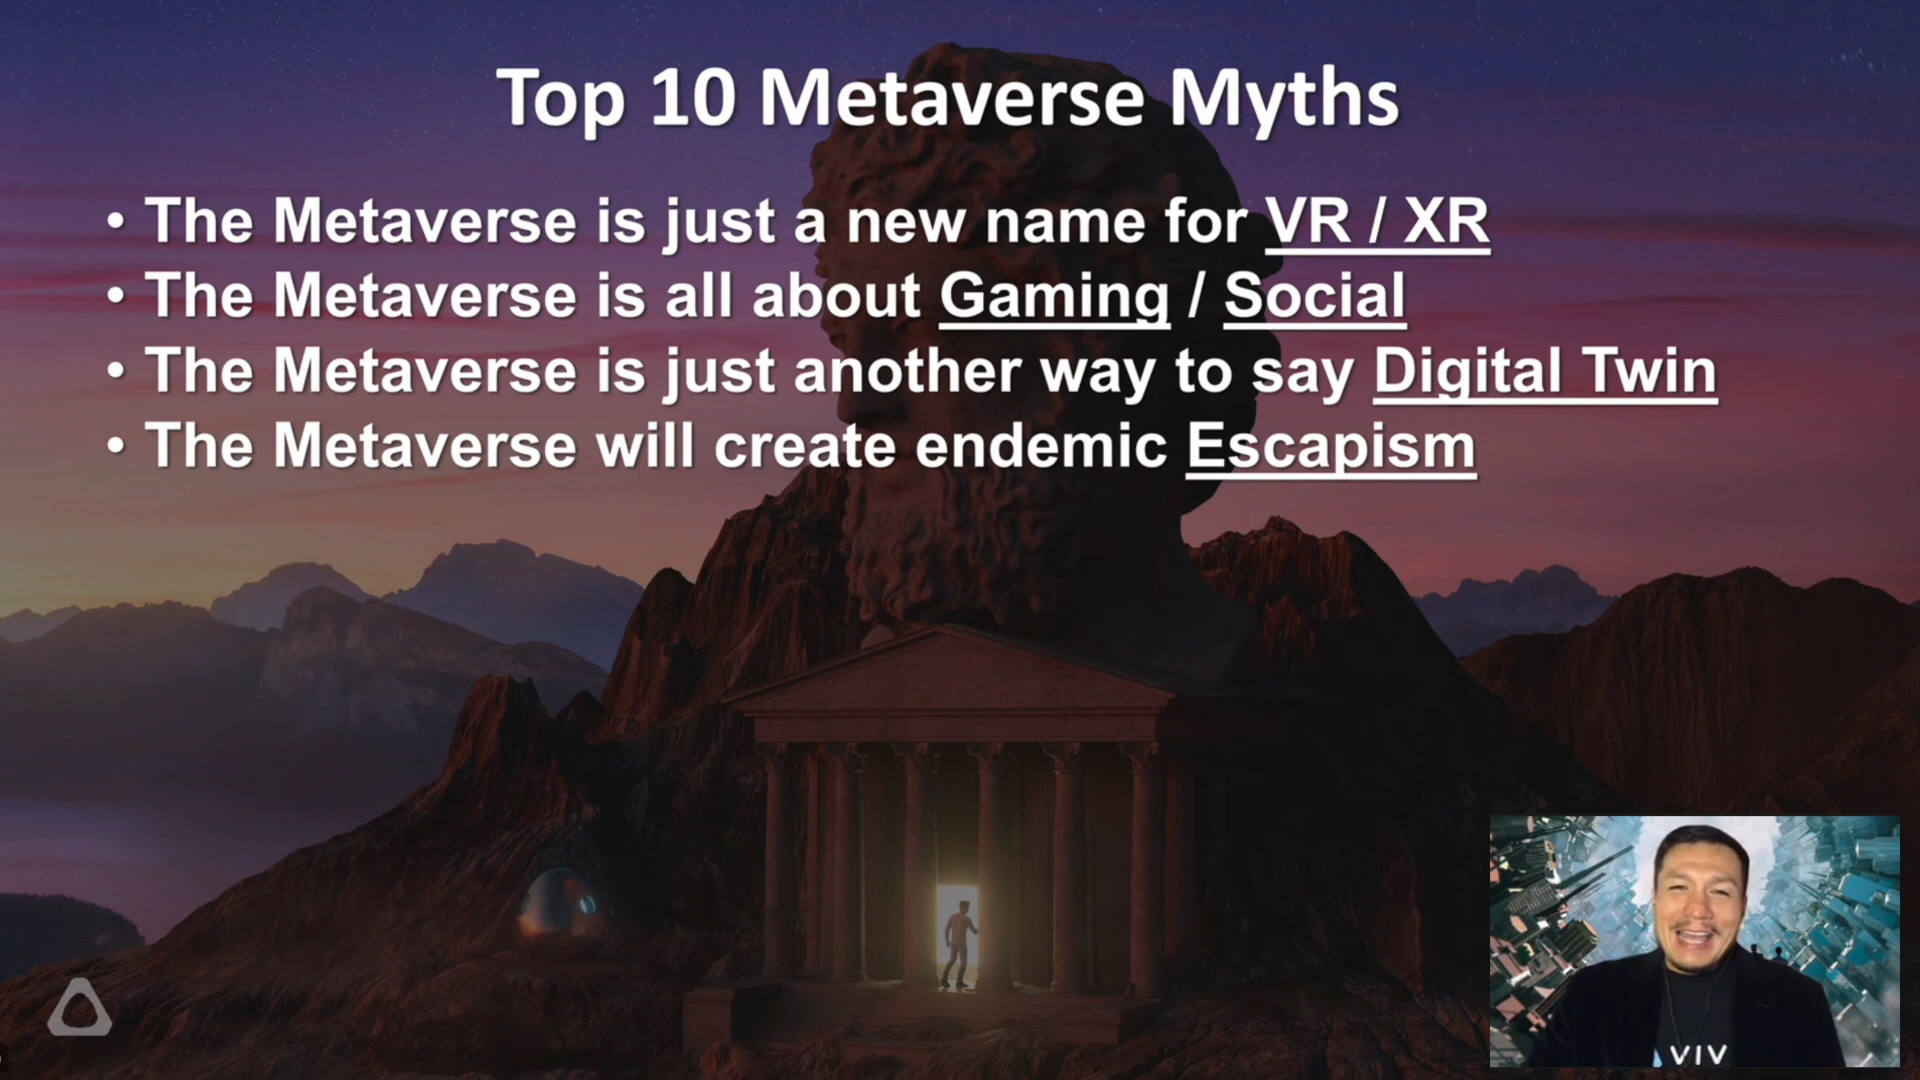 Top 10 Metaverse Myths
• The Metaverse is just a new name for VR / XR
• The Metaverse is all about Gaming / Social
• The Metaverse is just another way to say Digital Twin
• The Metaverse will create endemic Escapism
VIV